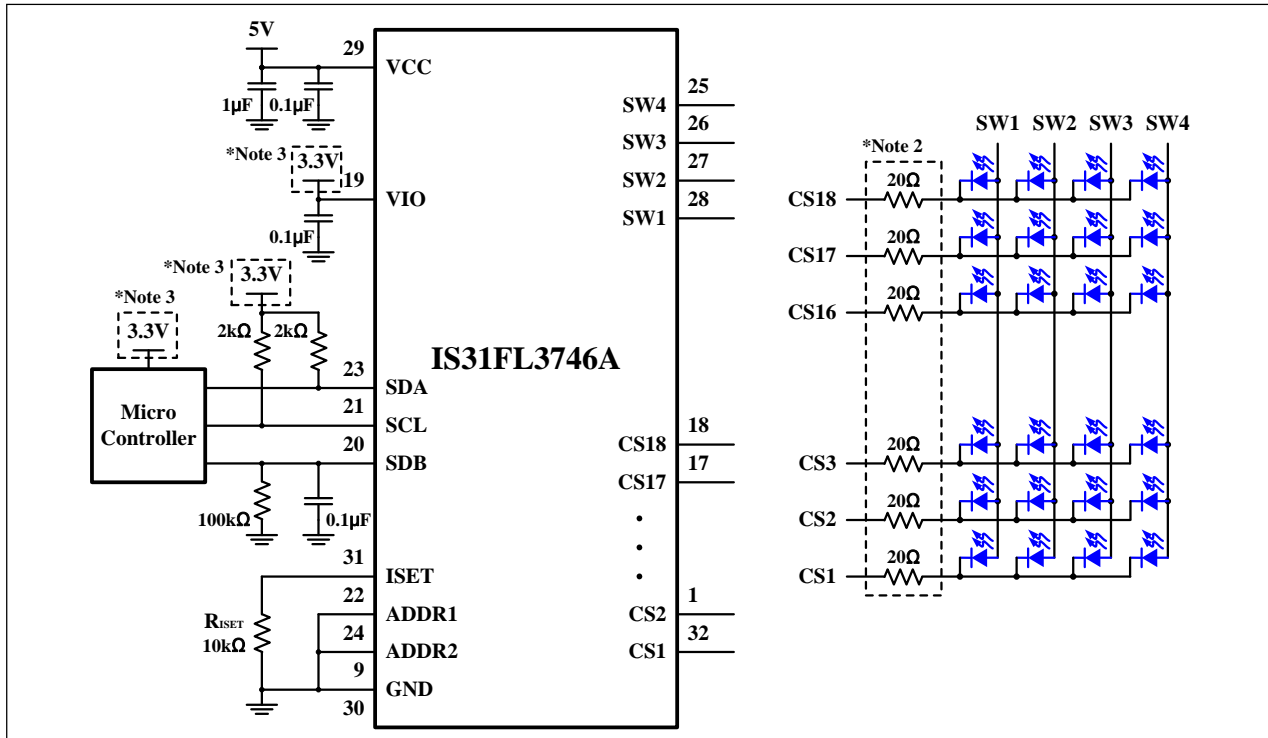 5V
29
VCC
1µF
0.1µF
*Note 3
3.3V
19
VIO
0.1µF
*Note 3
3.3V
*Note 3
3.3V
2kΩ
2kΩ
Micro
Controller
23
SDA
21
SCL
20
SDB
100kΩ
0.1µF
31
ISET
22
ADDR1
RISET
10kΩ
24
ADDR2
9
GND
30
IS31FL3746A
25
SW4
26
SW3
27
SW2
28
SW1
18
CS18
17
CS17
1
CS2
32
CS1
SW1 SW2 SW3 SW4
*Note 2
20Ω
CS18
20Ω
CS17
20Ω
CS16
20Ω
CS3
20Ω
CS2
20Ω
CS1